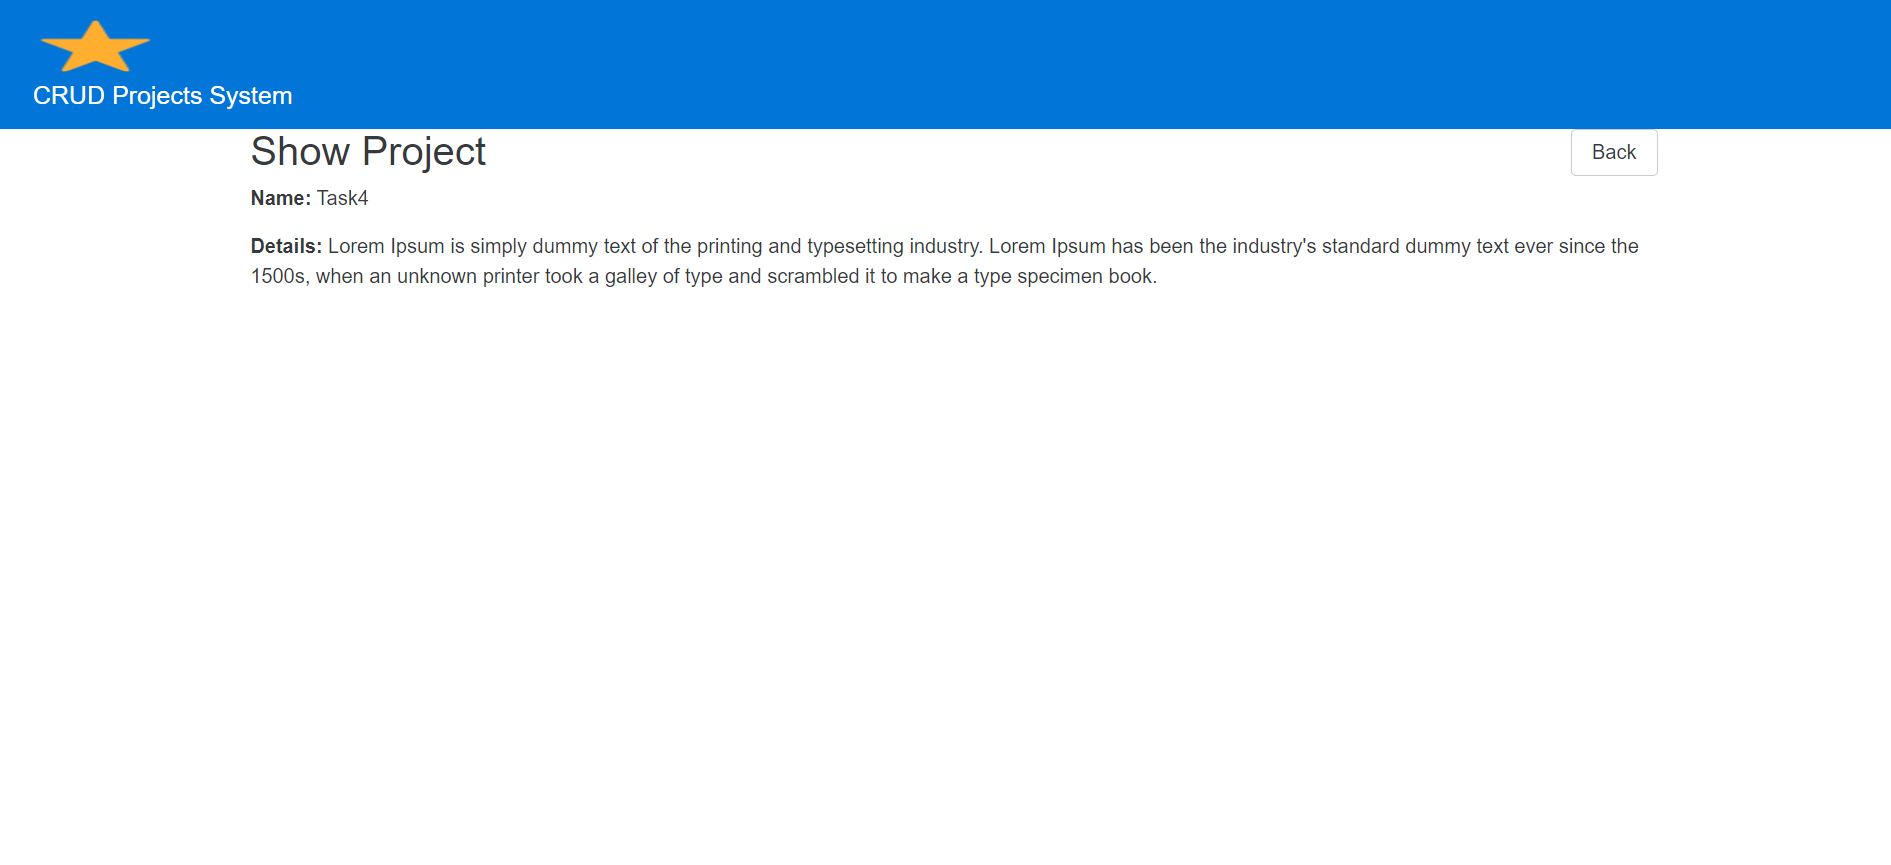 CRUD Projects System
Show Project
Back
Name: Task4
Details: Lorem Ipsum is simply dummy text of the printing and typesetting industry. Lorem Ipsum has been the industry's standard dummy text ever since the
1500s, when an unknown printer took a galley of type and scrambled it to make a type specimen book.